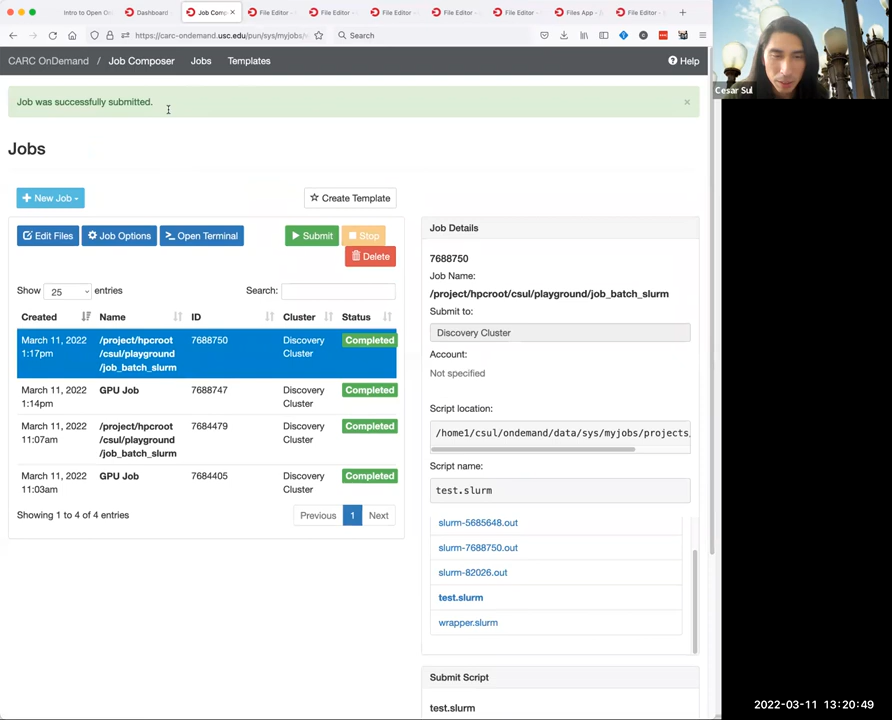 Intro to Open On
Dashboard
Job Com
File Editor -
File Editor -
File Editor -
File Editor -
File Editor -
Files App -
File Editor -
https://carc-ondemand.usc.edu/pun/sys/myjobs/
Search
CARC OnDemand / Job Composer Jobs Templates Help
Job was successfully submitted. ×
Jobs
New Job
Create Template
Edit Files
Job Options
Open Terminal
Submit
Stop
Delete
Show 25 entries
Search:
Created Name ID Cluster Status
March 11, 2022 /project/hpcroot 7688750 Discovery Completed
1:17pm /csul/playground Cluster
/job_batch_slurm
March 11, 2022 GPU Job 7688747 Discovery Completed
1:14pm Cluster
March 11, 2022 /project/hpcroot 7684479 Discovery Completed
11:07am /csul/playground Cluster
/job_batch_slurm
March 11, 2022 GPU Job 7684405 Discovery Completed
11:03am Cluster
Showing 1 to 4 of 4 entries
Previous 1 Next
Job Details
7688750
Job Name:
/project/hpcroot/csul/playground/job_batch_slurm
Submit to:
Discovery Cluster
Account:
Not specified
Script location:
/home1/csul/ondemand/data/sys/myjobs/projects
Script name:
test.slurm
slurm-5685648.out
slurm-7688750.out
slurm-82026.out
test.slurm
wrapper.slurm
Submit Script
test.slurm
Cesar Sul
2022-03-11 13:20:49